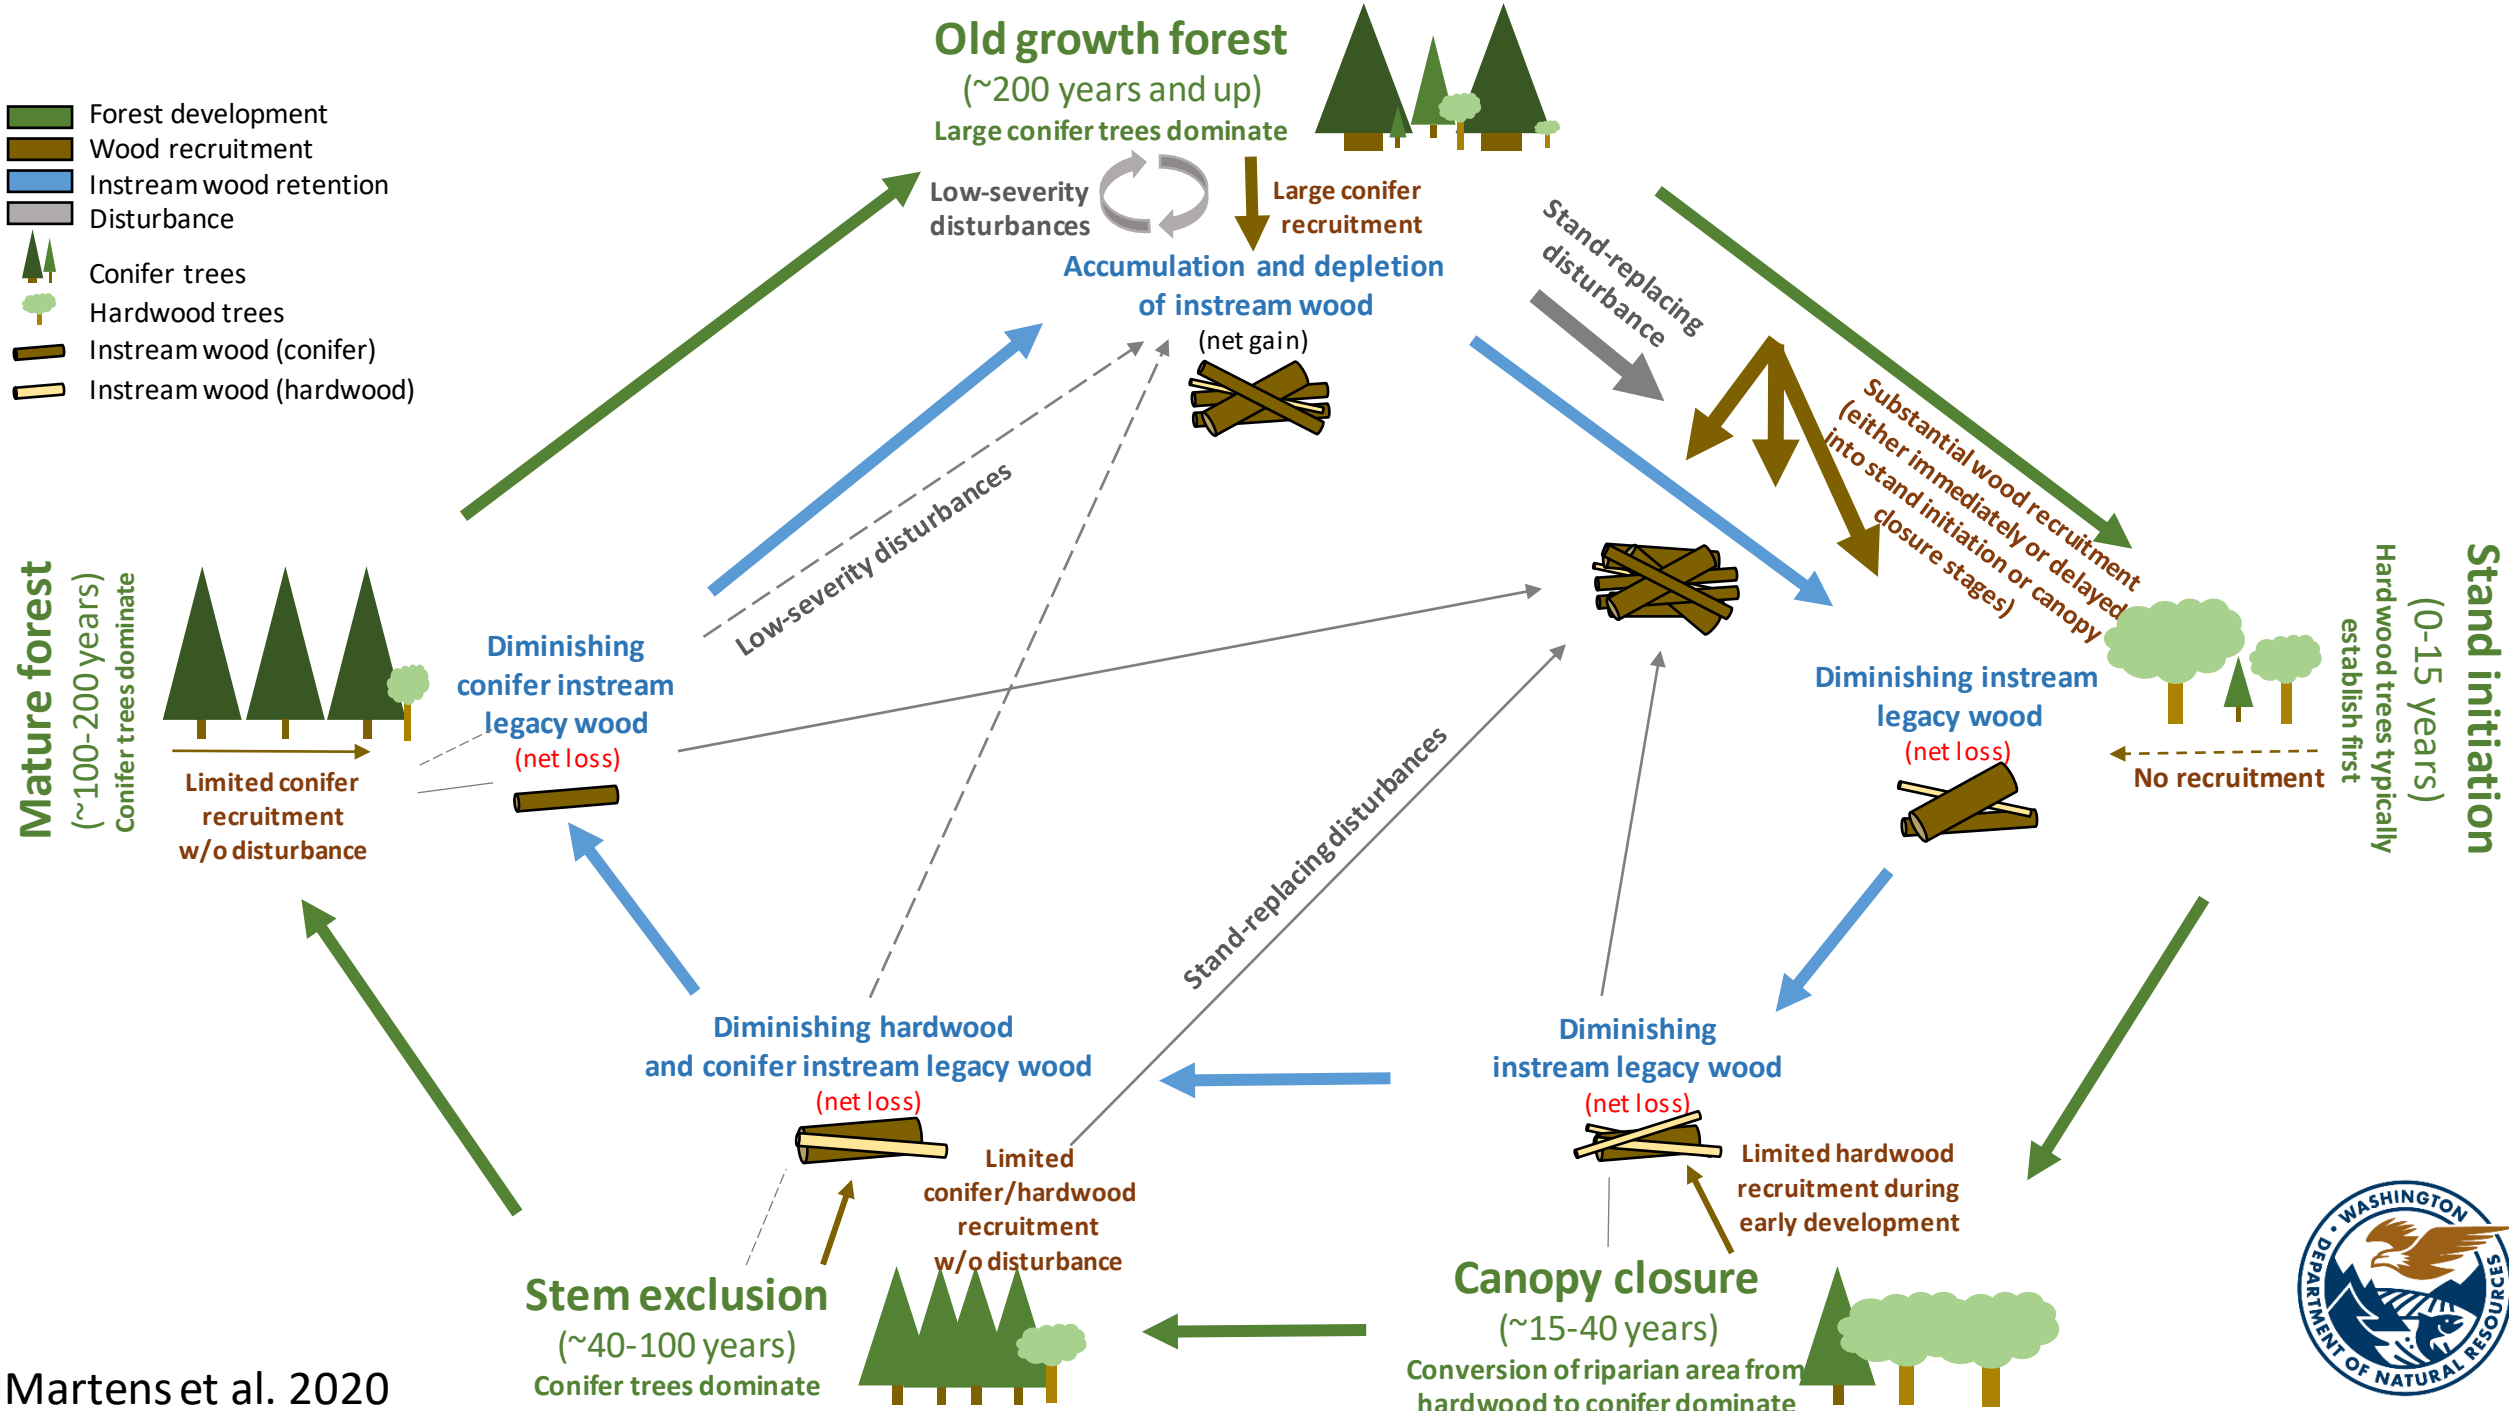 Old growth forest
(~200 years and up)
Large conifer trees dominate
Forest development
Wood recruitment
Instream wood retention
Disturbance
Conifer trees
Hardwood trees
Instream wood (conifer)
Instream wood (hardwood)
Low-severity
disturbances
Large conifer
recruitment
Accumulation and depletion
of instream wood
(net gain)
Stand-replacing
disturbance
Substantial wood recruitment
(either immediately or delayed
into stand initiation or canopy
closure stages)
Stand initiation
(0-15 years)
Hardwood trees typically
establish first
No recruitment
Diminishing instream
legacy wood
(net loss)
Low-severity disturbances
Mature forest
(~100-200 years)
Conifer trees dominate
Limited conifer
recruitment
w/o disturbance
Diminishing
conifer instream
legacy wood
(net loss)
Stand-replacing disturbances
Diminishing hardwood
and conifer instream legacy wood
(net loss)
Limited
conifer/hardwood
recruitment
w/o disturbance
Diminishing
instream legacy wood
(net loss)
Limited hardwood
recruitment during
early development
Stem exclusion
(~40-100 years)
Conifer trees dominate
Canopy closure
(~15-40 years)
Conversion of riparian area from
hardwood to conifer dominate
Martens et al. 2020
WASHINGTON
DEPARTMENT OF NATURAL RESOURCES